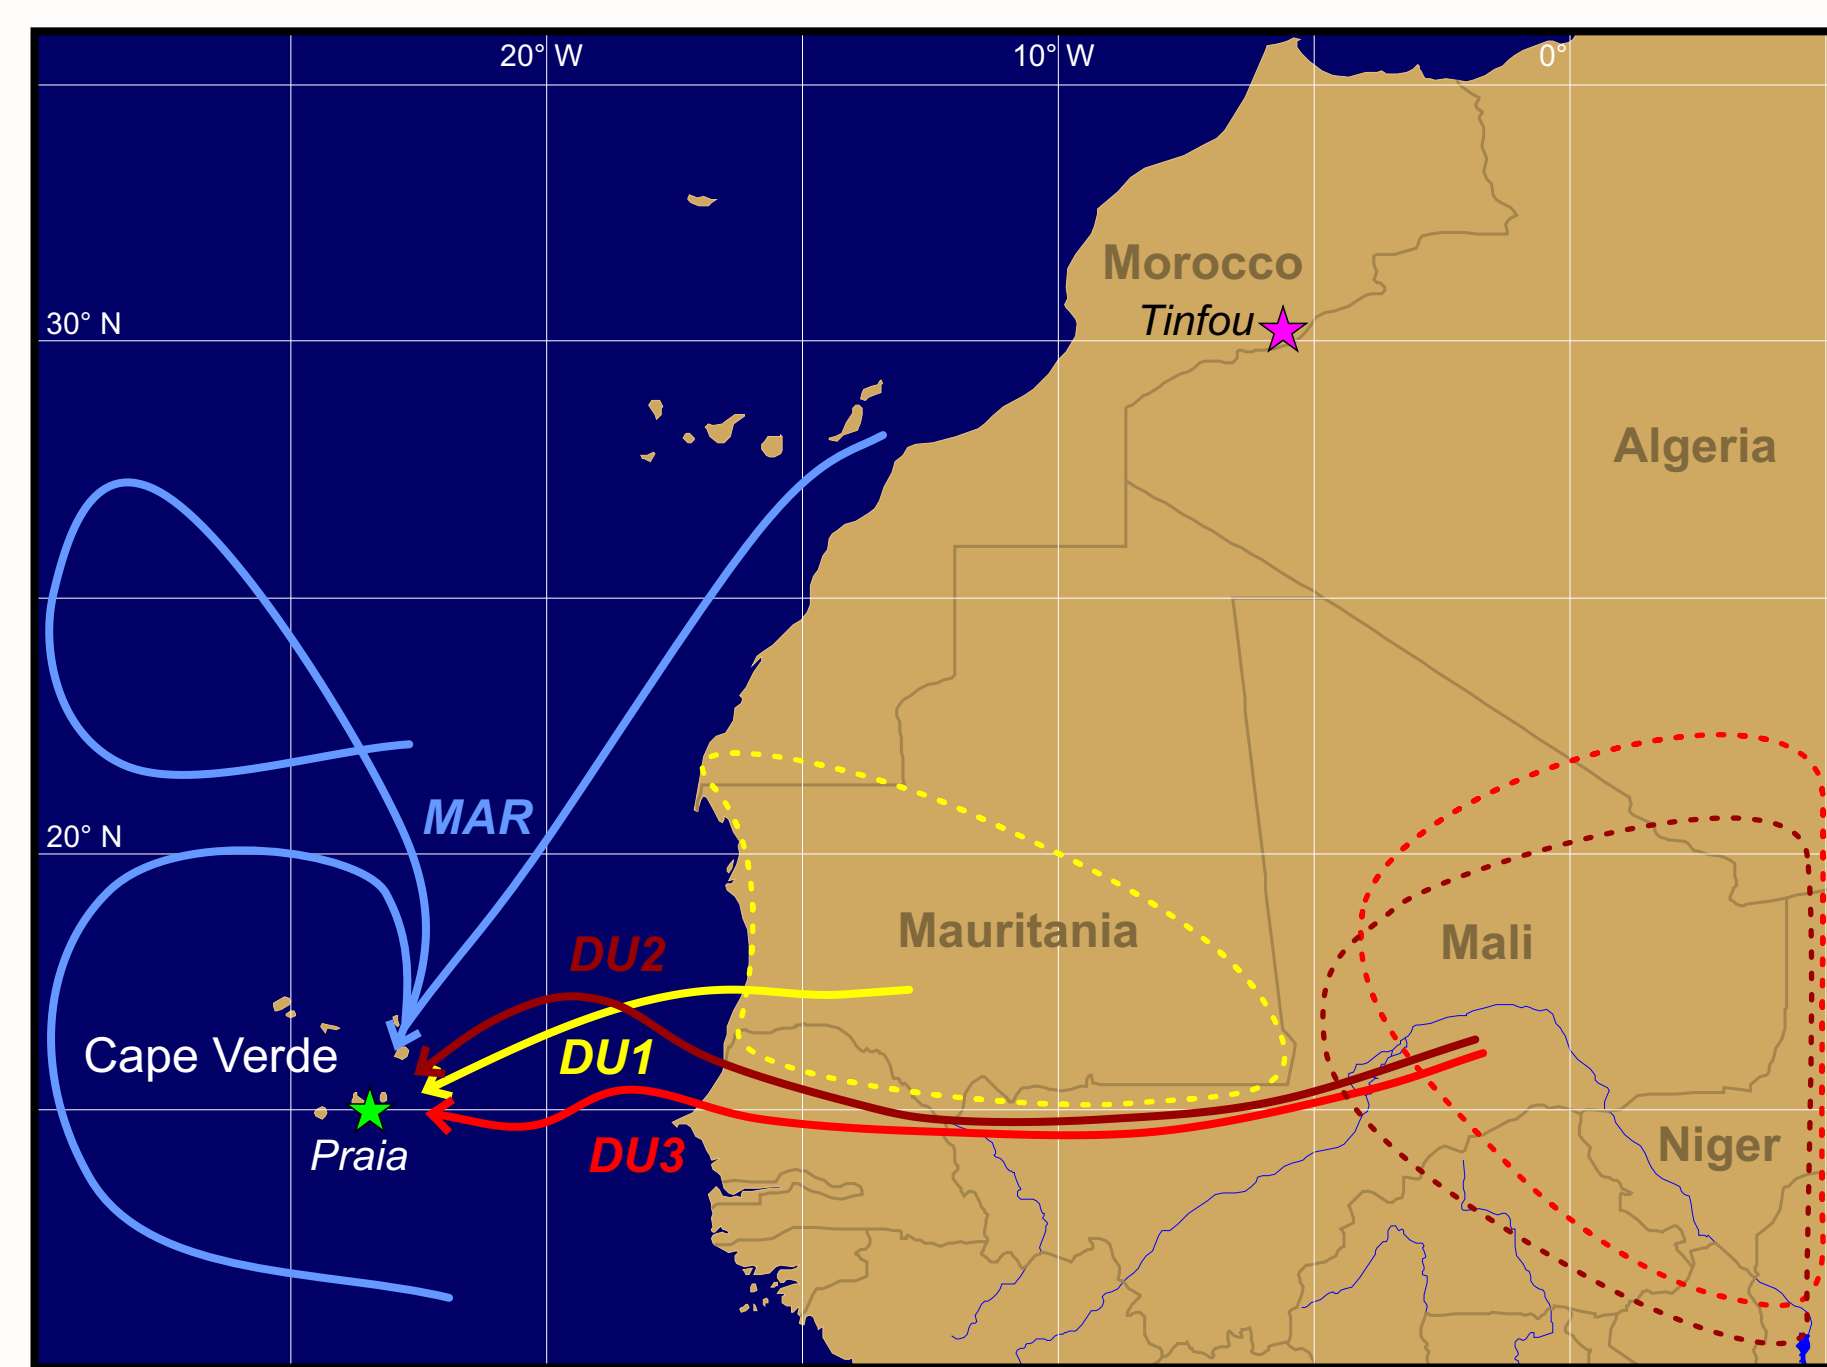 20° W
10° W
0°
Morocco
30° N
Tinfou
Algeria
MAR
20° N
Mauritania
Mali
DU2
Cape Verde
DU1
Praia
DU3
Niger